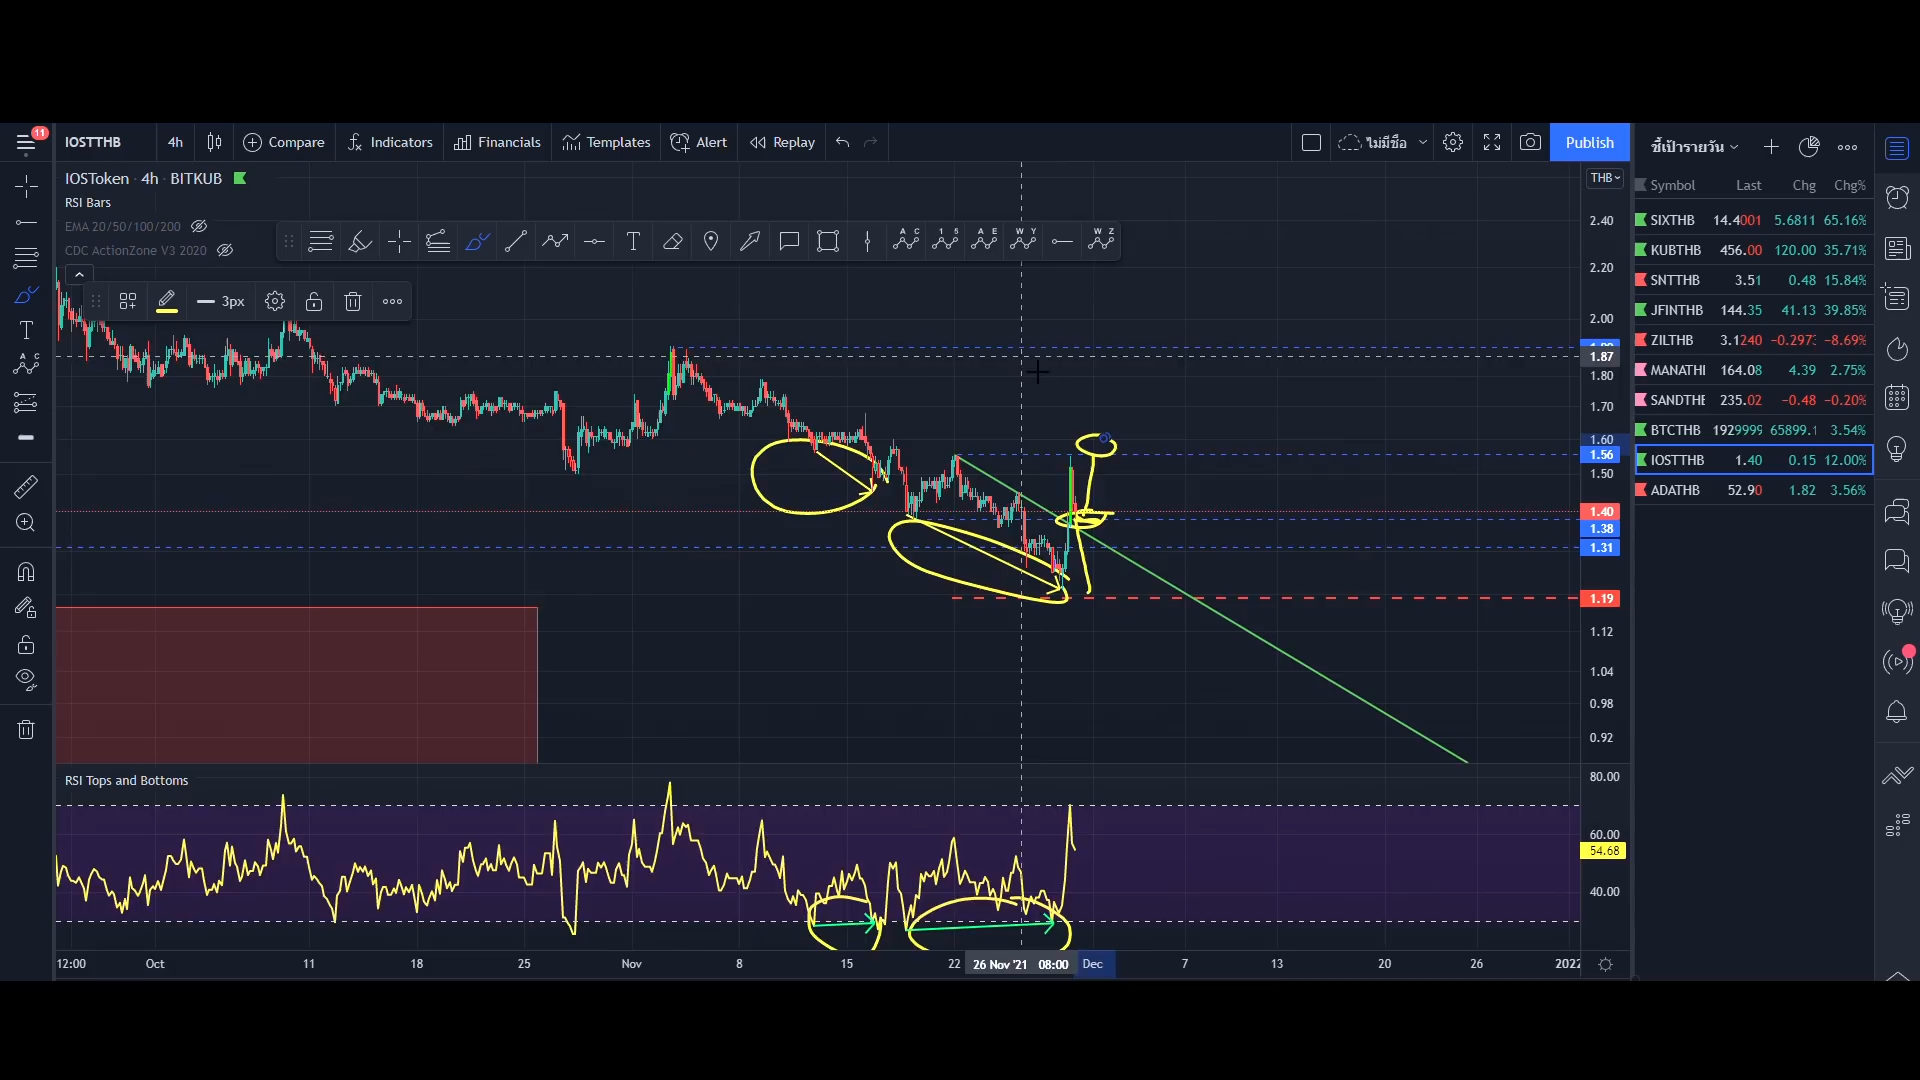 11
IOSTTHB 4h Compare Indicators Financials Templates Alert Replay ไม่มีชื่อ Publish
ชี้เป้ารายวัน
IOSToken · 4h · BITKUB
THB
RSI Bars
EMA 20/50/100/200
CDC ActionZone V3 2020
3px
Symbol Last Chg Chg%
SIXTHB 14.4001 5.6811 65.16%
KUBTHB 456.00 120.00 35.71%
SNTTHB 3.51 0.48 15.84%
JFINTHB 144.35 41.13 39.85%
ZILTHB 3.1240 −0.297 −8.69%
MANATHI 164.08 4.39 2.75%
SANDTHE 235.02 −0.48 −0.20%
BTCTHB 1929999 65899.1 3.54%
IOSTTHB 1.40 0.15 12.00%
ADATHB 52.90 1.82 3.56%
2.40
2.20
2.00
1.87
1.80
1.70
1.60
1.56
1.50
1.40
1.38
1.31
1.19
1.12
1.04
0.98
0.92
RSI Tops and Bottoms
80.00
60.00
54.68
40.00
12:00 Oct 11 18 25 Nov 8 15 22 26 Nov '21 08:00 Dec 7 13 20 26 2022